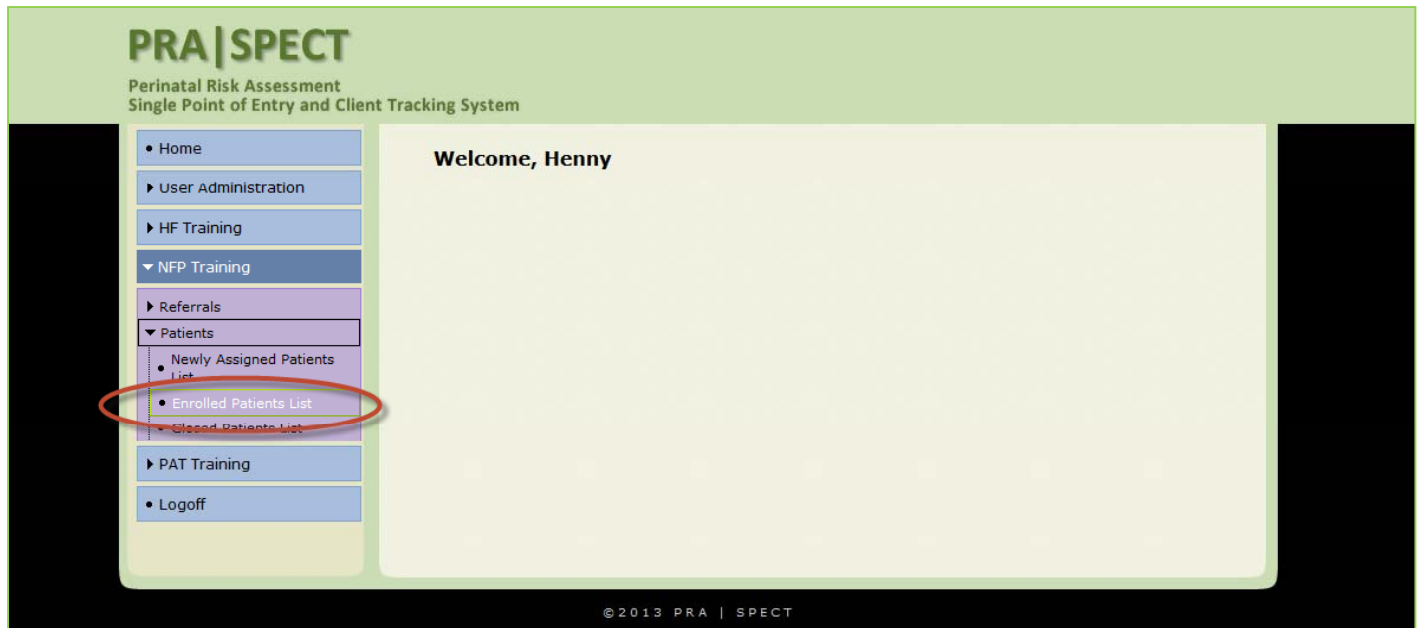 PRA|SPECT
Perinatal Risk Assessment
Single Point of Entry and Client Tracking System
Home
User Administration
HF Training
NFP Training
Referrals
Patients
Newly Assigned Patients
List
Enrolled Patients List
Closed Patients List
PAT Training
Logoff
Welcome, Henny
©2013 PRA | SPECT